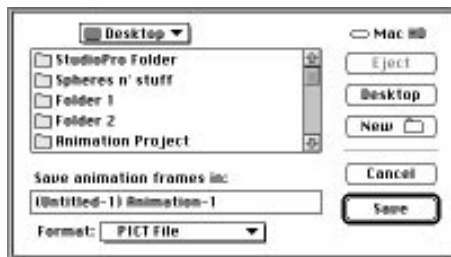 Desktop
Mac HD
StudioPro Folder
Spheres n' stuff
Folder 1
Folder 2
Animation Project
Eject
Desktop
New
Save animation frames in:
(Untitled-1) Animation-1
Format: PICT File
Cancel
Save